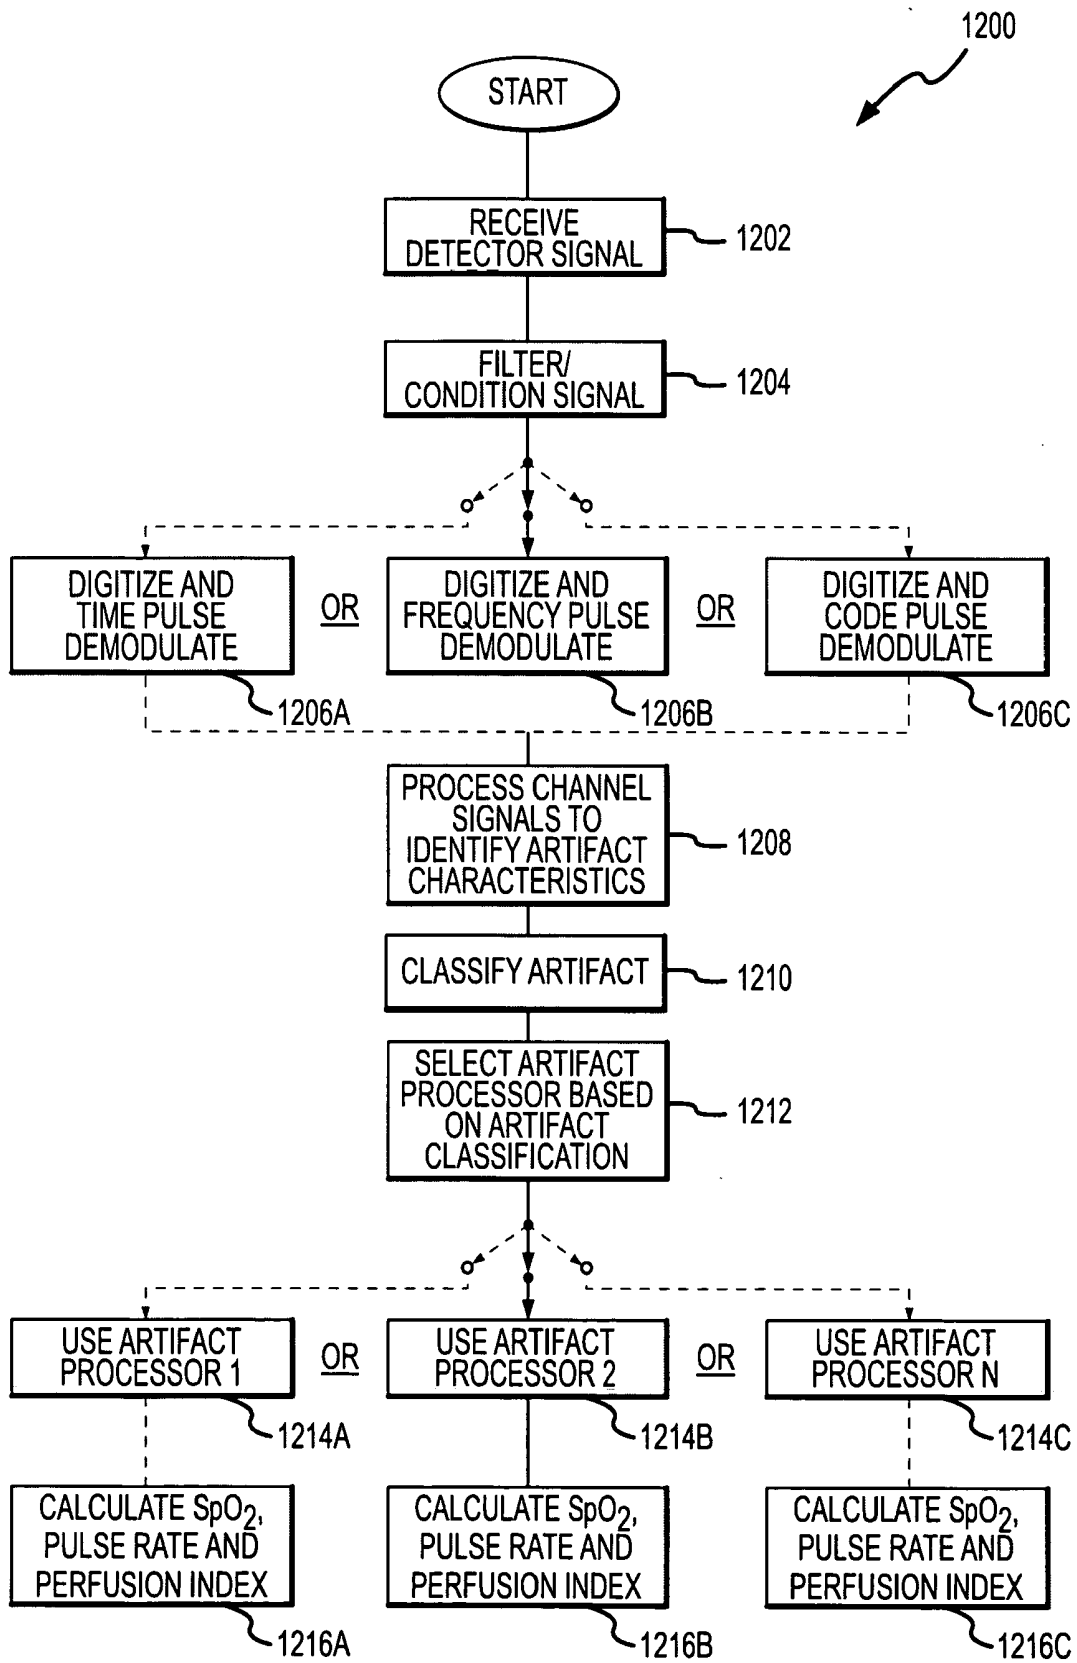 1200
START
RECEIVE
DETECTOR SIGNAL
1202
FILTER/
CONDITION SIGNAL
1204
DIGITIZE AND
TIME PULSE
DEMODULATE
1206A
OR
DIGITIZE AND
FREQUENCY PULSE
DEMODULATE
1206B
OR
DIGITIZE AND
CODE PULSE
DEMODULATE
1206C
PROCESS CHANNEL
SIGNALS TO
IDENTIFY ARTIFACT
CHARACTERISTICS
1208
CLASSIFY ARTIFACT
1210
SELECT ARTIFACT
PROCESSOR BASED
ON ARTIFACT
CLASSIFICATION
1212
USE ARTIFACT
PROCESSOR 1
1214A
OR
USE ARTIFACT
PROCESSOR 2
1214B
OR
USE ARTIFACT
PROCESSOR N
1214C
CALCULATE SpO2,
PULSE RATE AND
PERFUSION INDEX
1216A
CALCULATE SpO2,
PULSE RATE AND
PERFUSION INDEX
1216B
CALCULATE SpO2,
PULSE RATE AND
PERFUSION INDEX
1216C